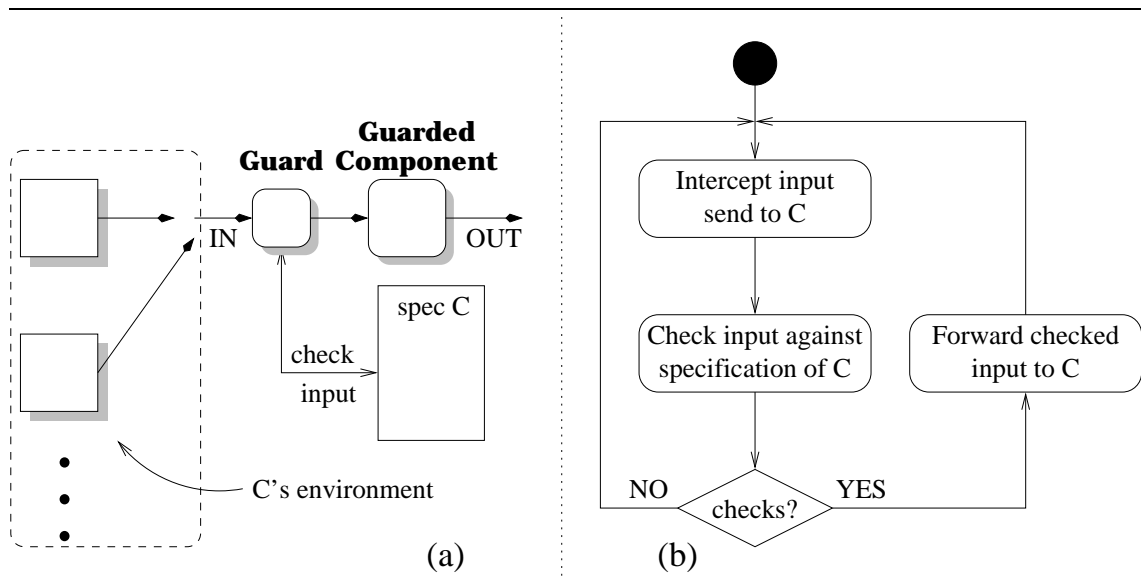 Guarded
Guard Component
IN
OUT
spec C
check
input
C's environment
(a)
Intercept input
send to C
Check input against
specification of C
Forward checked
input to C
NO
checks?
YES
(b)